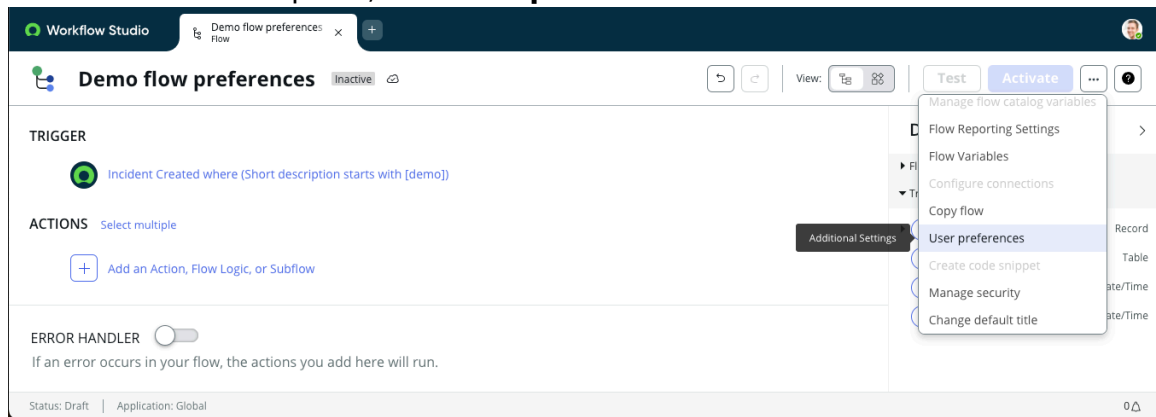 Workflow Studio
Demo flow preferences
Flow
Demo flow preferences Inactive
View: Test Activate
TRIGGER
Incident Created where (Short description starts with [demo])
ACTIONS Select multiple
Add an Action, Flow Logic, or Subflow
ERROR HANDLER
If an error occurs in your flow, the actions you add here will run.
Additional Settings
Manage flow catalog variables
Flow Reporting Settings
Flow Variables
Configure connections
Copy flow
User preferences
Create code snippet
Manage security
Change default title
Record
Table
ate/Time
ate/Time
Status: Draft | Application: Global
0